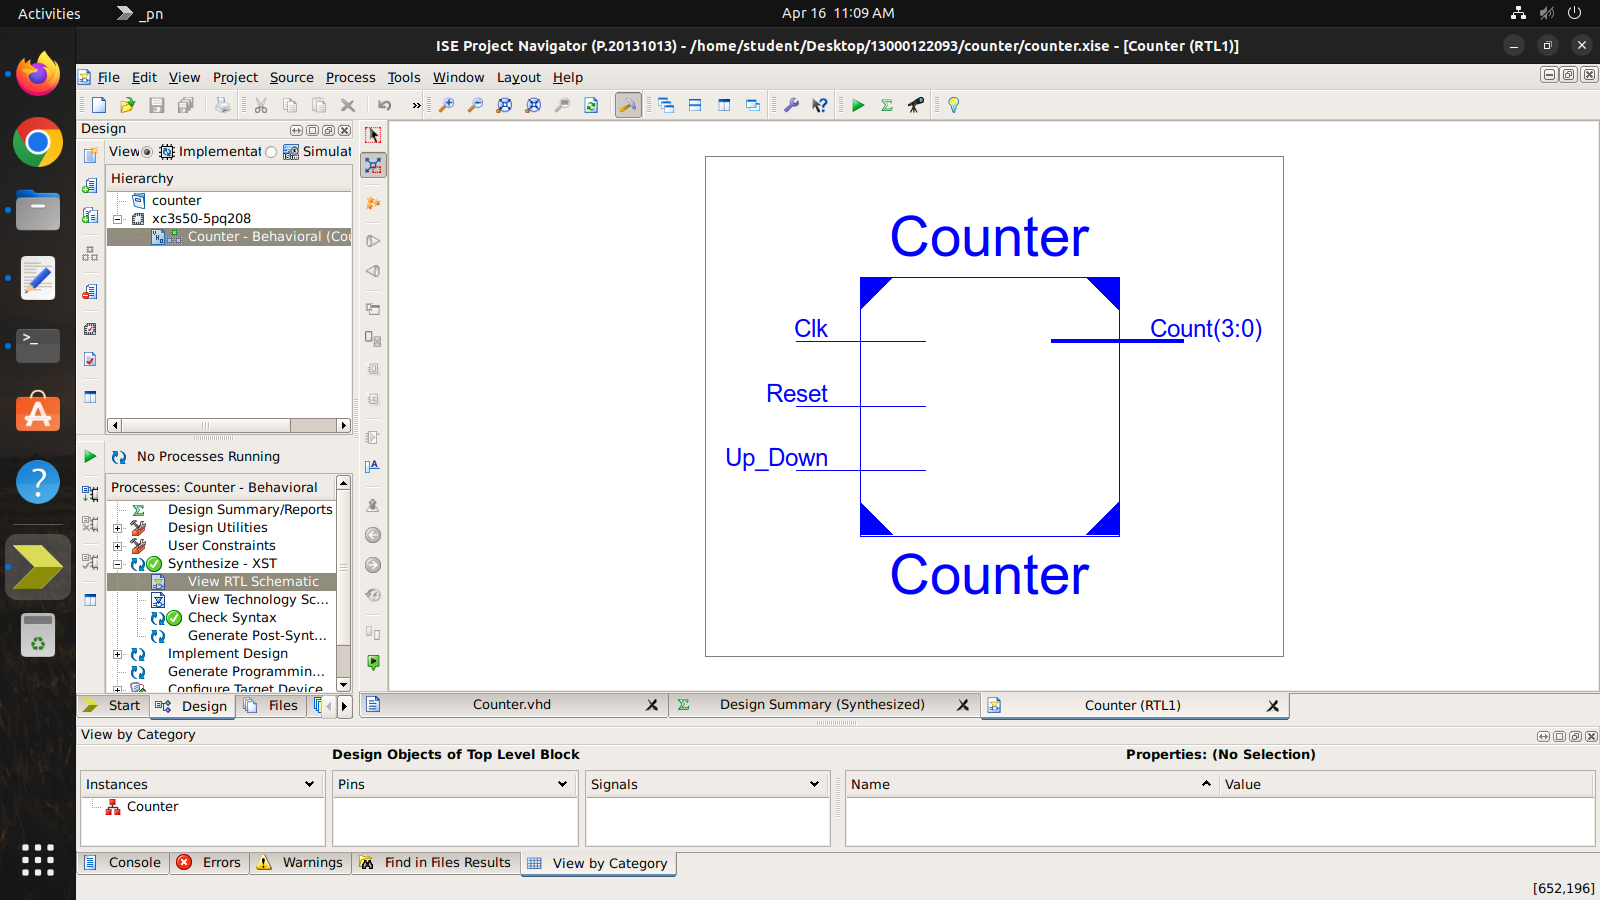 Activities
_pn
Apr 16 11:09 AM
ISE Project Navigator (P.20131013) - /home/student/Desktop/13000122093/counter/counter.xise - [Counter (RTL1)]
File Edit View Project Source Process Tools Window Layout Help
»
Design
View Implementat Simulat
Hierarchy
counter
xc3s50-5pq208
Counter - Behavioral (Cou
No Processes Running
Processes: Counter - Behavioral
Design Summary/Reports
Design Utilities
User Constraints
Synthesize - XST
View RTL Schematic
View Technology Sc...
Check Syntax
Generate Post-Synt...
Implement Design
Generate Programmin...
Configure Target Device
Start Design Files
Counter
Clk
Count(3:0)
Reset
Up_Down
Counter
Counter.vhd
Design Summary (Synthesized)
Counter (RTL1)
View by Category
Design Objects of Top Level Block
Properties: (No Selection)
Instances
Pins
Signals
Name
Value
Counter
Console Errors Warnings Find in Files Results View by Category
[652,196]